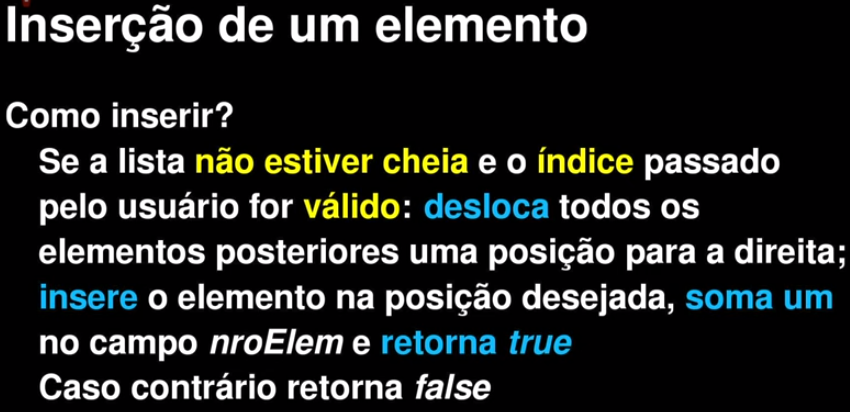 Inserção de um elemento
Como inserir?
Se a lista não estiver cheia e o índice passado
pelo usuário for válido: desloca todos os
elementos posteriores uma posição para a direita;
insere o elemento na posição desejada, soma um
no campo nroElem e retorna true
Caso contrário retorna false